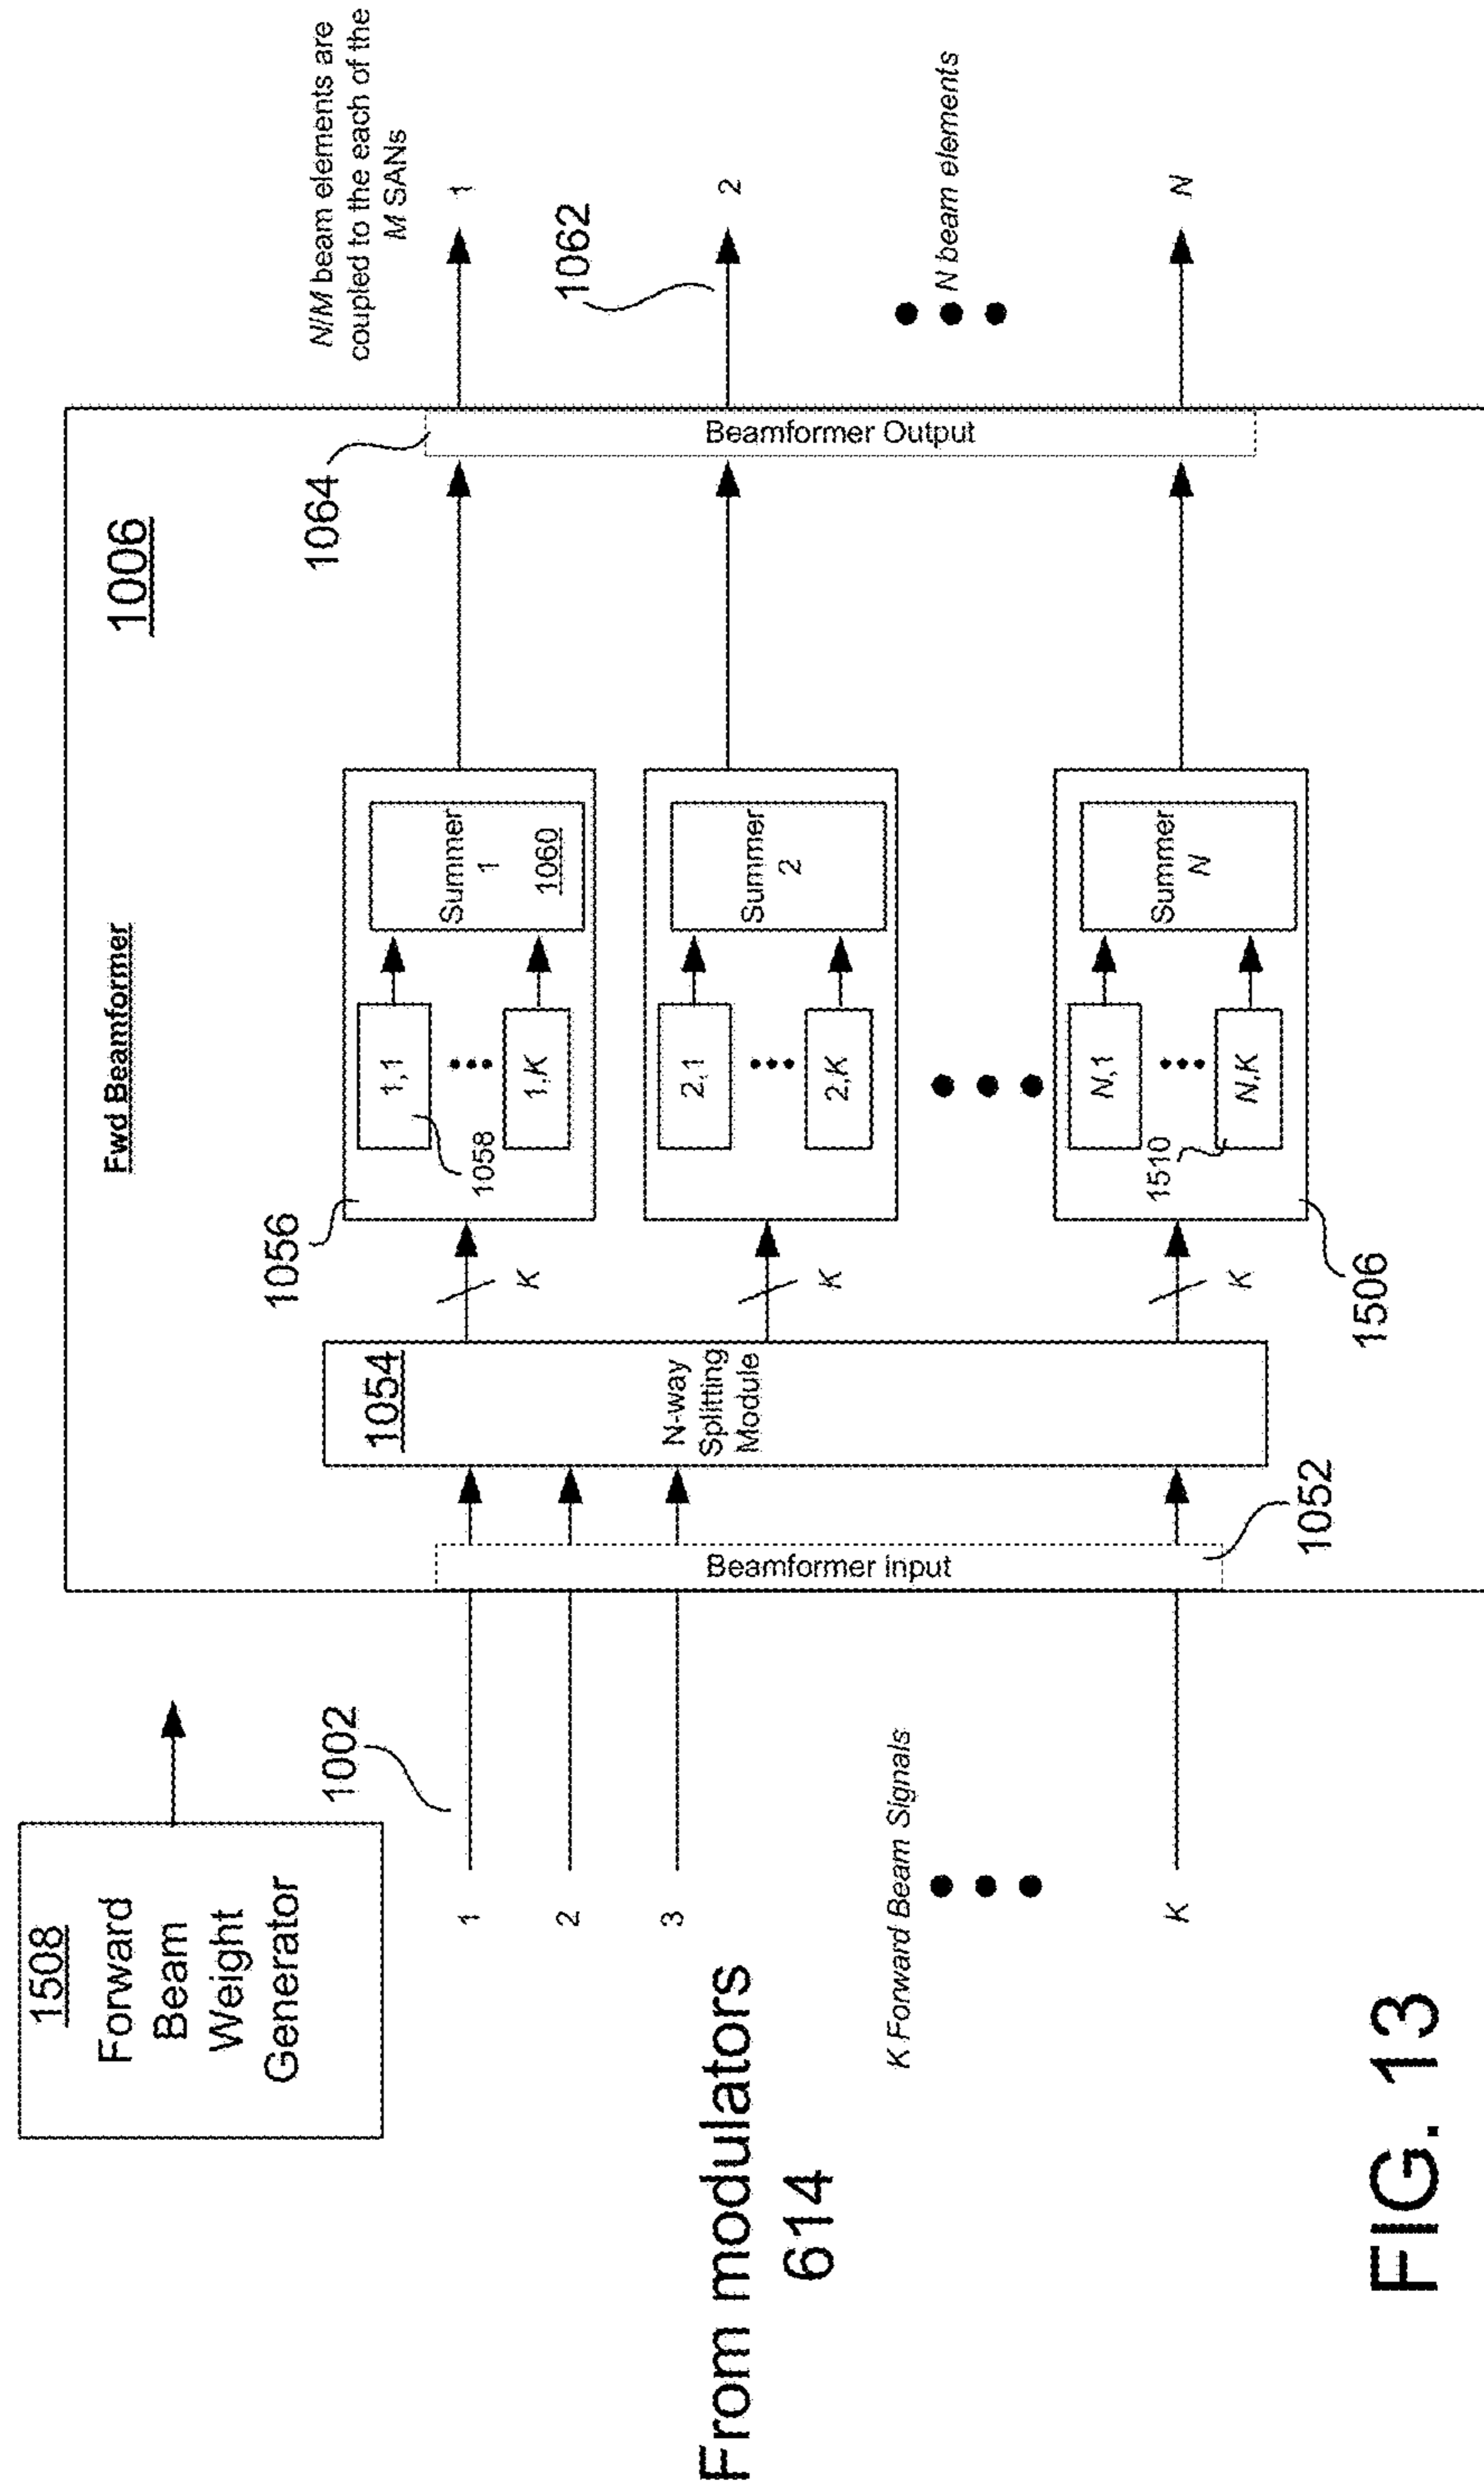 1508
Forward
Beam
Weight
Generator
1002
1
2
3
K Forward Beam Signals
K
From modulators
614
Fwd Beamformer
1006
Beamformer Input
1052
1054
N-way
Splitting
Module
K
K
K
1056
1,1
1058
1,K
Summer
1
1060
2,1
2,K
Summer
2
N,1
1510
N,K
Summer
N
1506
1064
Beamformer Output
N/M beam elements are
coupled to the each of the
M SANs
1
1062
2
N beam elements
N
FIG. 13